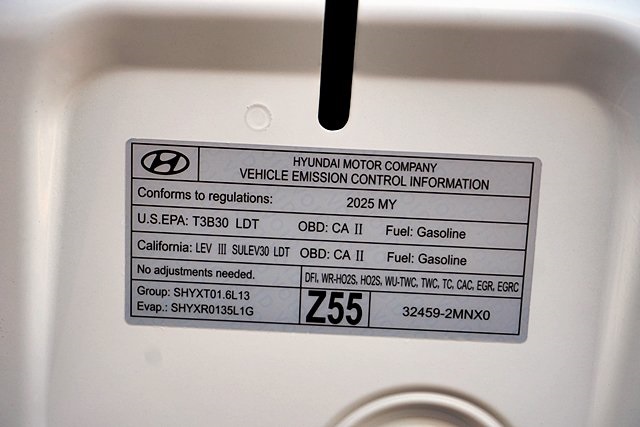 HYUNDAI MOTOR COMPANY
VEHICLE EMISSION CONTROL INFORMATION
Conforms to regulations: 2025 MY
U.S.EPA: T3B30 LDT OBD: CA II Fuel: Gasoline
California: LEV III SULEV30 LDT OBD: CA II Fuel: Gasoline
No adjustments needed. DFI, WR-HO2S, HO2S, WU-TWC, TWC, TC, CAC, EGR, EGRC
Group: SHYXT01.6L13
Evap.: SHYXR0135L1G
Z55
32459-2MNX0